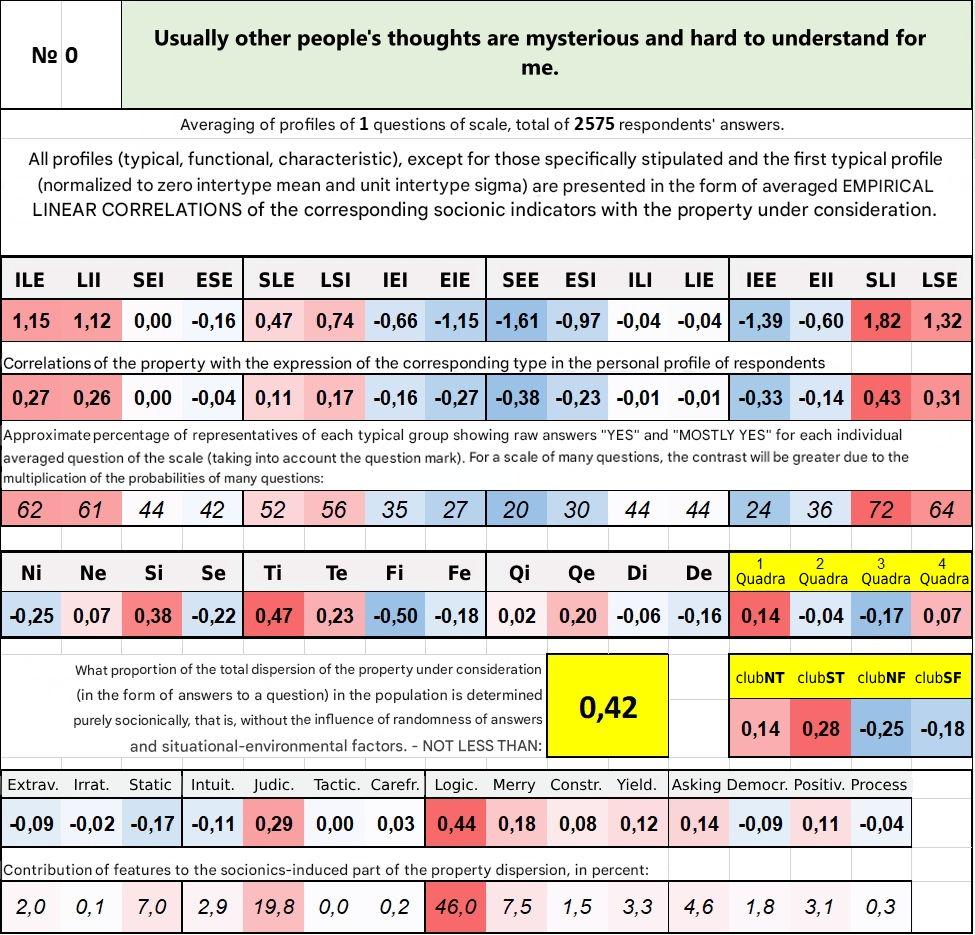 № 0
Usually other people's thoughts are mysterious and hard to understand for
me.
Averaging of profiles of 1 questions of scale, total of 2575 respondents' answers.
All profiles (typical, functional, characteristic), except for those specifically stipulated and the first typical profile
(normalized to zero intertype mean and unit intertype sigma) are presented in the form of averaged EMPIRICAL
LINEAR CORRELATIONS of the corresponding socionic indicators with the property under consideration.
ILE LII SEI ESE SLE LSI IEI EIE SEE ESI ILI LIE IEE EII SLI LSE
1,15 1,12 0,00 -0,16 0,47 0,74 -0,66 -1,15 -1,61 -0,97 -0,04 -0,04 -1,39 -0,60 1,82 1,32
Correlations of the property with the expression of the corresponding type in the personal profile of respondents
0,27 0,26 0,00 -0,04 0,11 0,17 -0,16 -0,27 -0,38 -0,23 -0,01 -0,01 -0,33 -0,14 0,43 0,31
Approximate percentage of representatives of each typical group showing raw answers "YES" and "MOSTLY YES" for each individual
averaged question of the scale (taking into account the question mark). For a scale of many questions, the contrast will be greater due to the
multiplication of the probabilities of many questions:
62 61 44 42 52 56 35 27 20 30 44 44 24 36 72 64
Ni Ne Si Se Ti Te Fi Fe Qi Qe Di De 1 Quadra 2 Quadra 3 Quadra 4 Quadra
-0,25 0,07 0,38 -0,22 0,47 0,23 -0,50 -0,18 0,02 0,20 -0,06 -0,16 0,14 -0,04 -0,17 0,07
What proportion of the total dispersion of the property under consideration
(in the form of answers to a question) in the population is determined
purely socionically, that is, without the influence of randomness of answers
and situational-environmental factors. - NOT LESS THAN:
0,42
clubNT clubST clubNF clubSF
0,14 0,28 -0,25 -0,18
Extrav. Irrat. Static Intuit. Judic. Tactic. Carefr. Logic. Merry Constr. Yield. Asking Democr. Positiv. Process
-0,09 -0,02 -0,17 -0,11 0,29 0,00 0,03 0,44 0,18 0,08 0,12 0,14 -0,09 0,11 -0,04
Contribution of features to the socionics-induced part of the property dispersion, in percent:
2,0 0,1 7,0 2,9 19,8 0,0 0,2 46,0 7,5 1,5 3,3 4,6 1,8 3,1 0,3